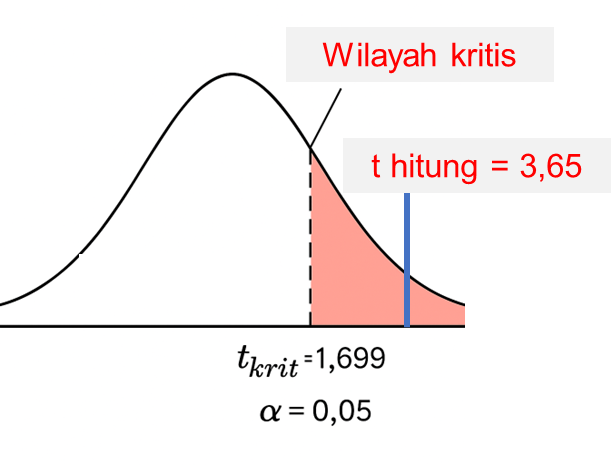 Wilayah kritis
t hitung = 3,65
t_krit=1,699
α = 0,05